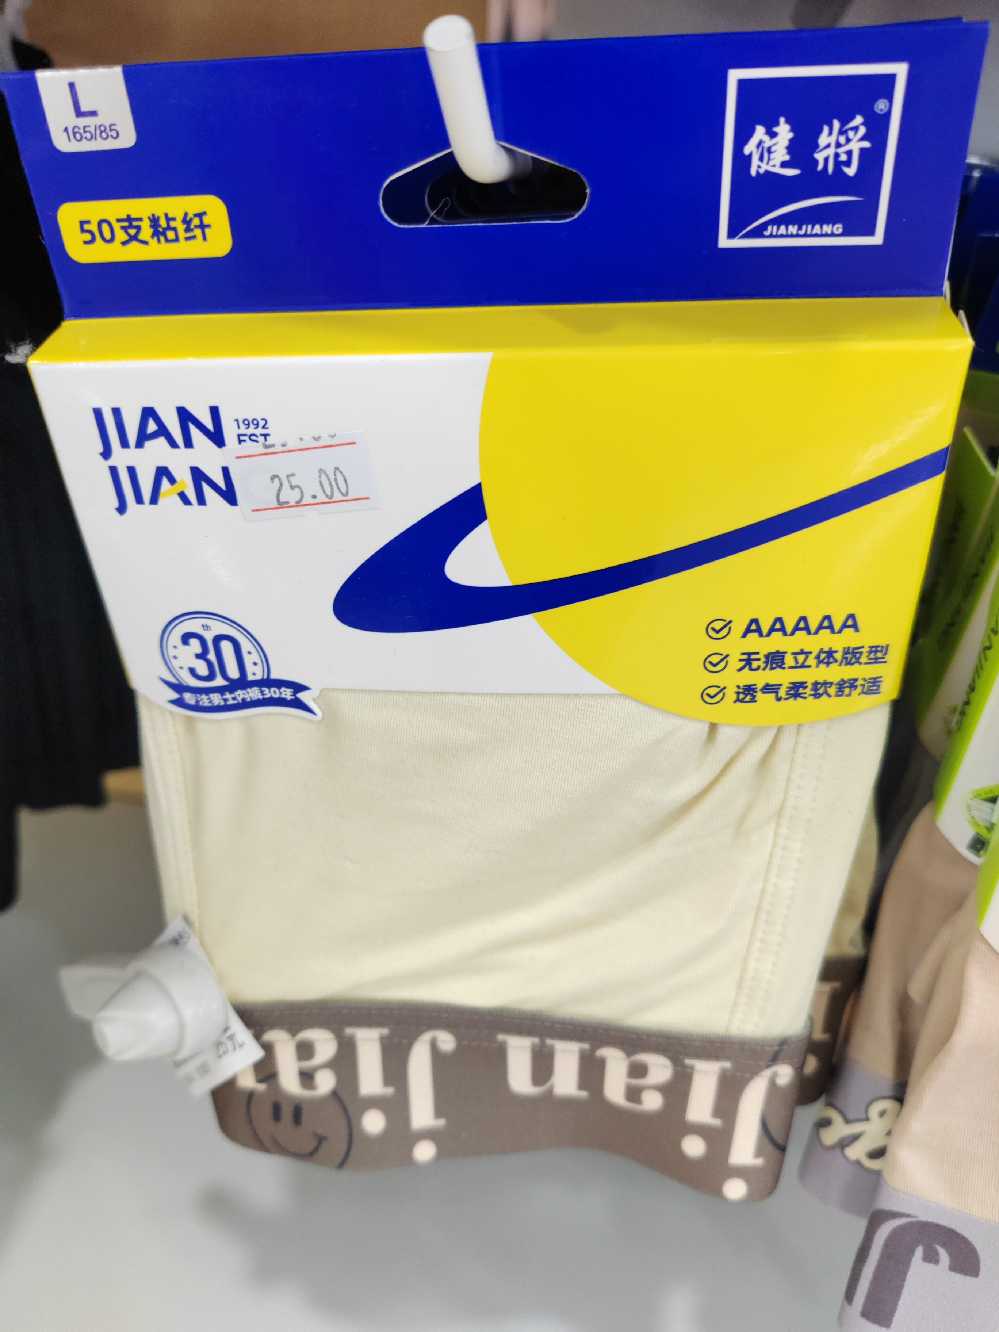 L
165/85
50支粘纤
健将
®
JIANJIANG
JIAN
1992
EST
JIAN
25.00
th
30
专注男士内裤30年
AAAAA
无痕立体版型
透气柔软舒适
Jian Jian